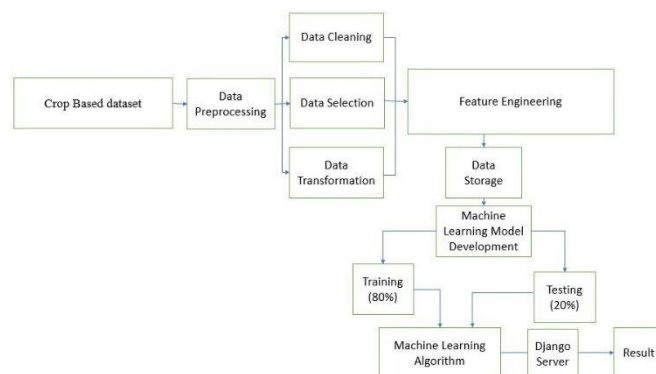 Data Cleaning
Crop Based dataset
Data
Preprocessing
Data Selection
Feature Engineering
Data
Transformation
Data
Storage
Machine
Learning Model
Development
Training
(80%)
Testing
(20%)
Machine Learning
Algorithm
Django
Server
Result